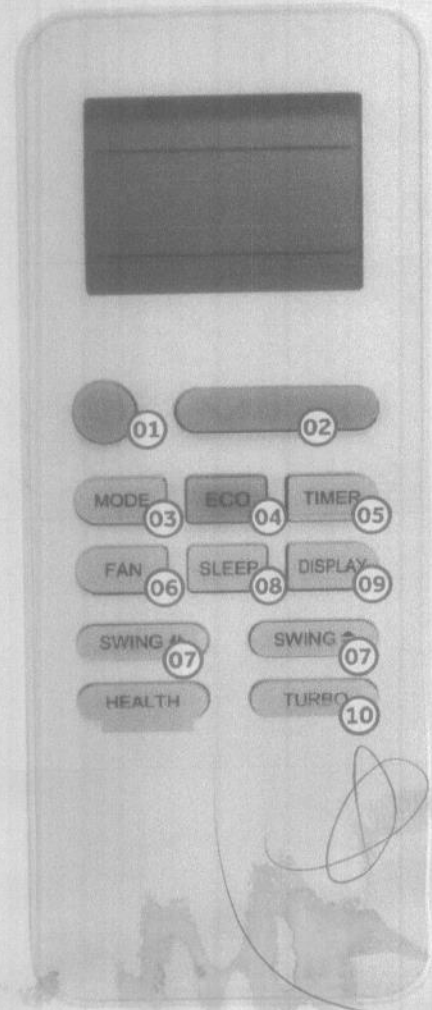 01 02
MODE 03 ECO 04 TIMER 05
FAN 06 SLEEP 08 DISPLAY 09
SWING 07 SWING 07
HEALTH TURBO 10